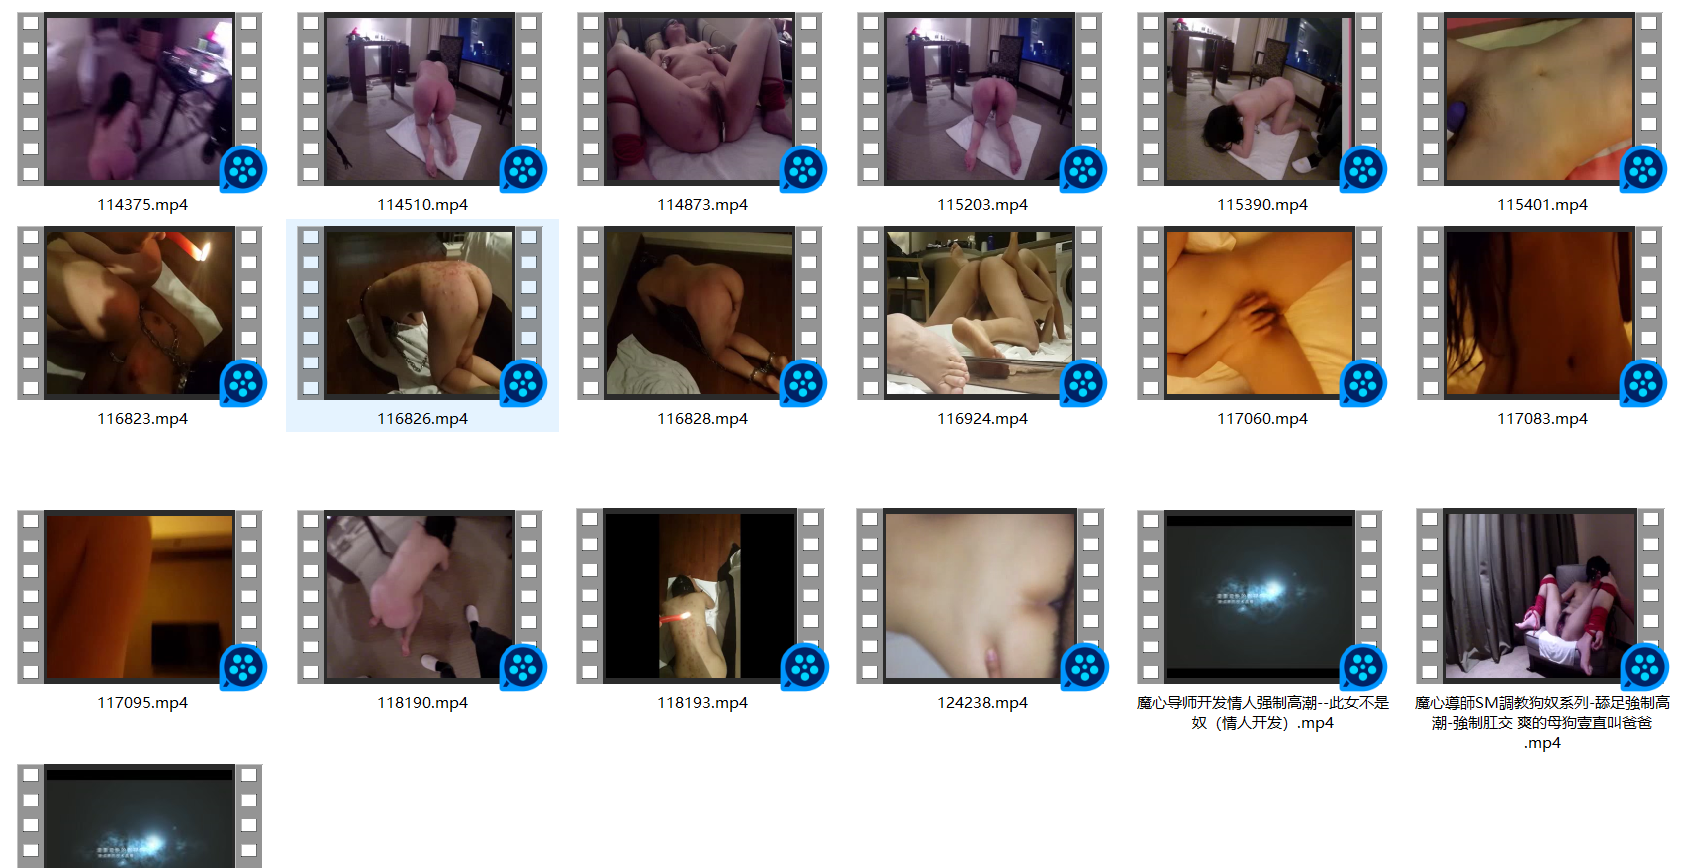 114375.mp4
114510.mp4
114873.mp4
115203.mp4
115390.mp4
115401.mp4
116823.mp4
116826.mp4
116828.mp4
116924.mp4
117060.mp4
117083.mp4
117095.mp4
118190.mp4
118193.mp4
124238.mp4
魔心导师开发情人强制高潮--此女不是
奴（情人开发）.mp4
魔心導師SM調教狗奴系列-舔足強制高
潮-強制肛交 爽的母狗壹直叫爸爸
.mp4